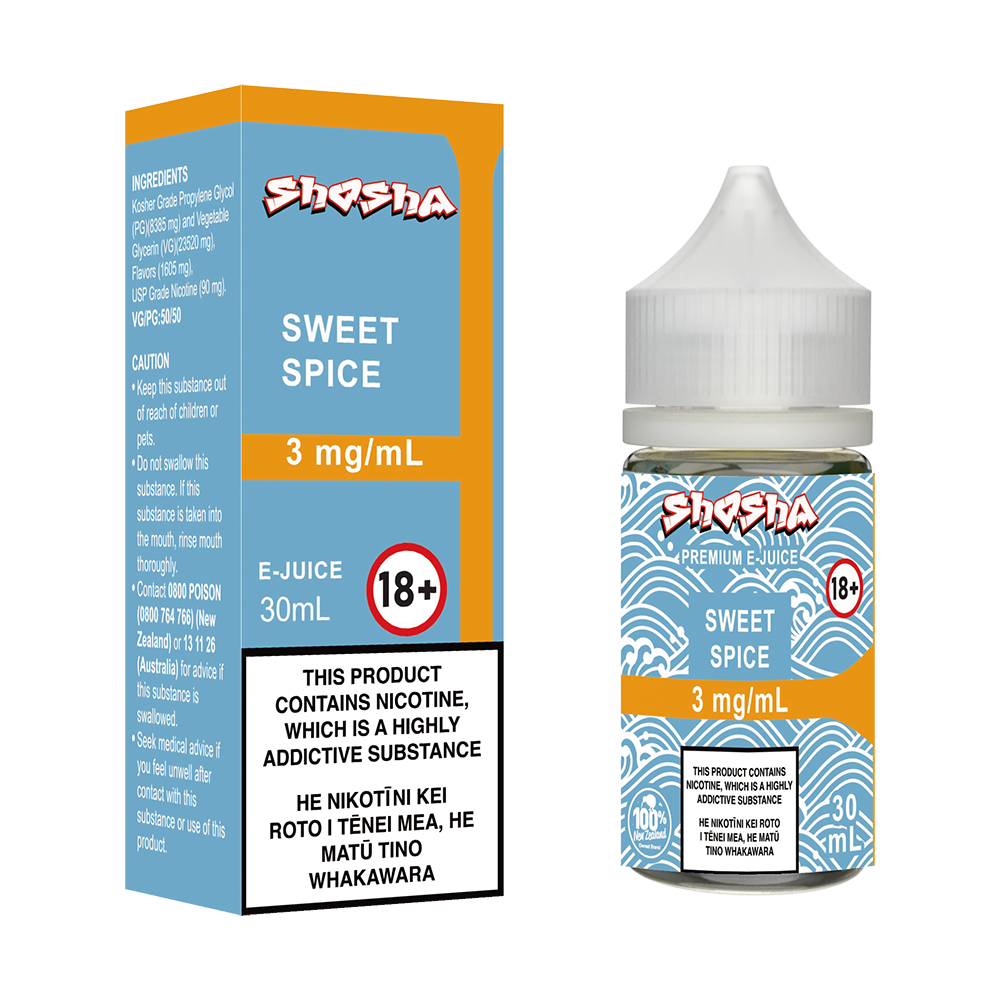 INGREDIENTS
Kosher Grade Propylene Glycol
(PG)(8385 mg) and Vegetable
Glycerin (VG)(23520 mg),
Flavors (1605 mg),
USP Grade Nicotine (90 mg).
VG/PG:50/50
CAUTION
• Keep this substance out
of reach of children or
pets.
• Do not swallow this
substance. If this
substance is taken into
the mouth, rinse mouth
thoroughly.
• Contact 0800 POISON
(0800 764 766) (New
Zealand) or 13 11 26
(Australia) for advice if
this substance is
swallowed.
• Seek medical advice if
you feel unwell after
contact with this
substance or use of this
product.
shosha
SWEET
SPICE
3 mg/mL
E-JUICE
30mL
18+
THIS PRODUCT
CONTAINS NICOTINE,
WHICH IS A HIGHLY
ADDICTIVE SUBSTANCE
HE NIKOTĪNI KEI
ROTO I TĒNEI MEA, HE
MATŪ TINO
WHAKAWARA
shosha
PREMIUM E-JUICE
18+
SWEET
SPICE
3 mg/mL
THIS PRODUCT CONTAINS
NICOTINE, WHICH IS A HIGHLY
ADDICTIVE SUBSTANCE
HE NIKOTĪNI KEI ROTO
I TĒNEI MEA, HE MATŪ
TINO WHAKAWARA
100%
New Zealand
Owned Brand
30
mL